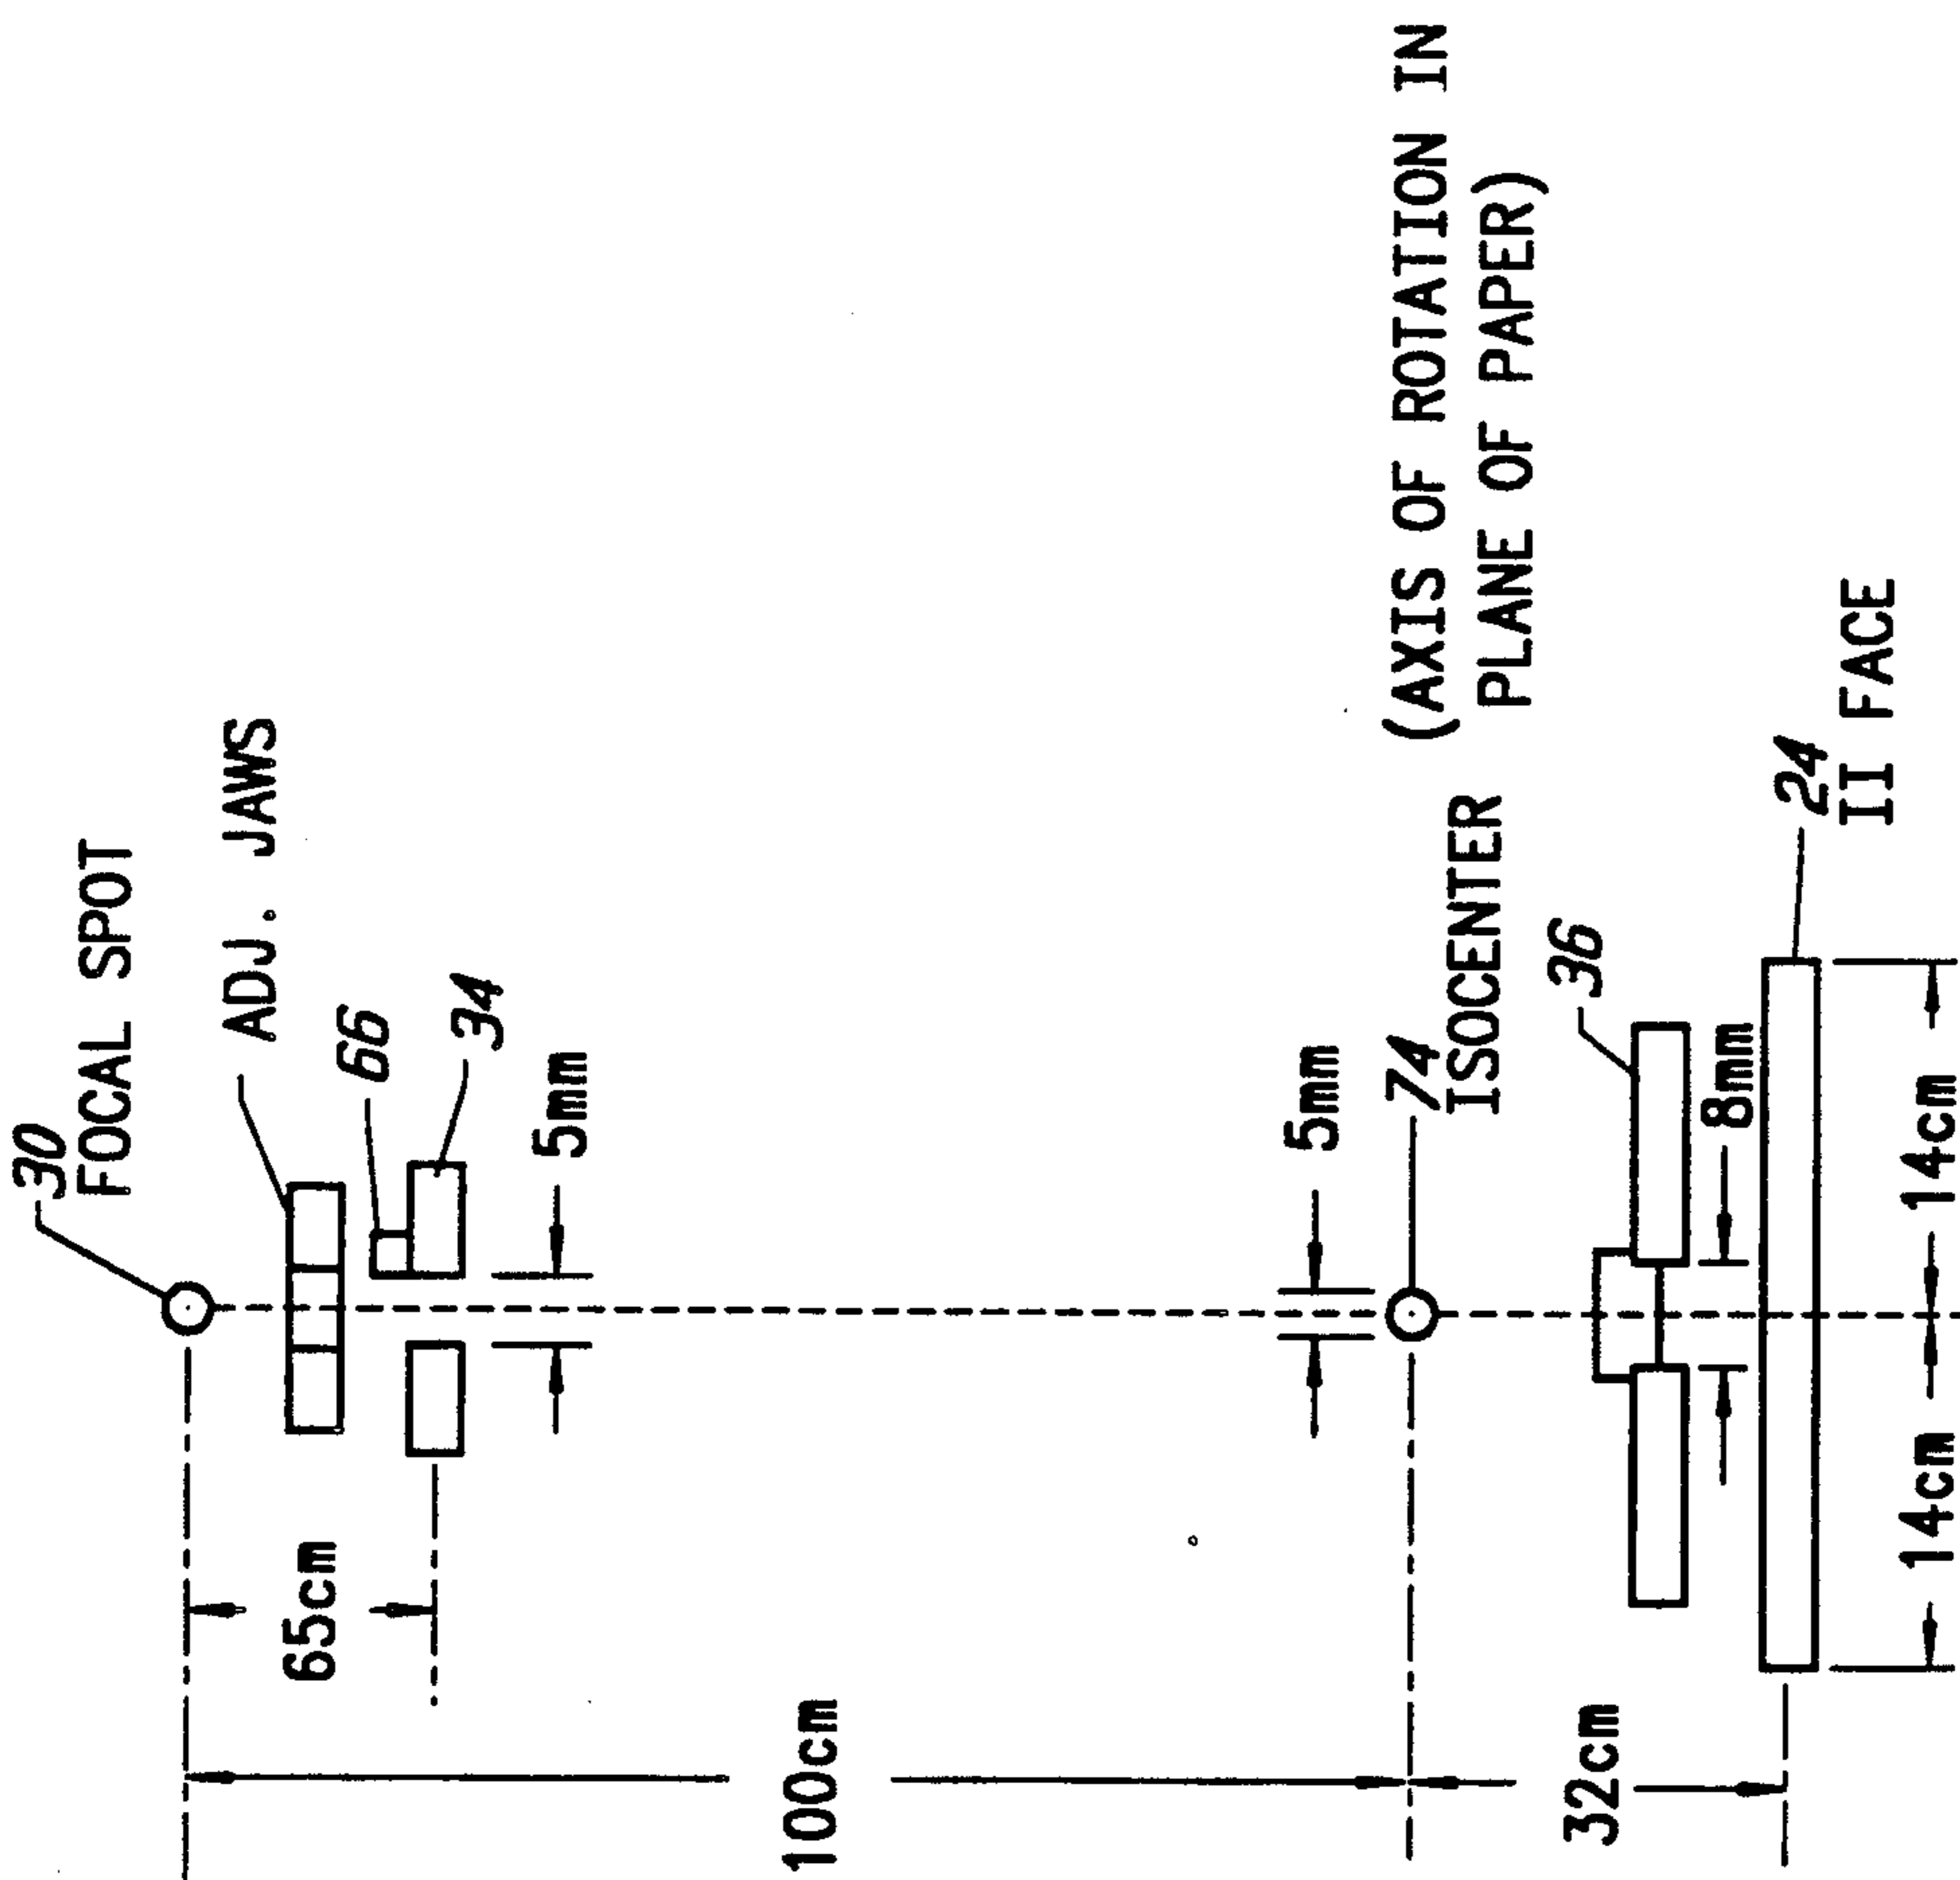 30
FOCAL SPOT
ADJ. JAWS
66
34
5mm
65cm
100cm
5mm
74
ISOCENTER
(AXIS OF ROTATION IN
PLANE OF PAPER)
36
8mm
32cm
24
II FACE
14cm
14cm